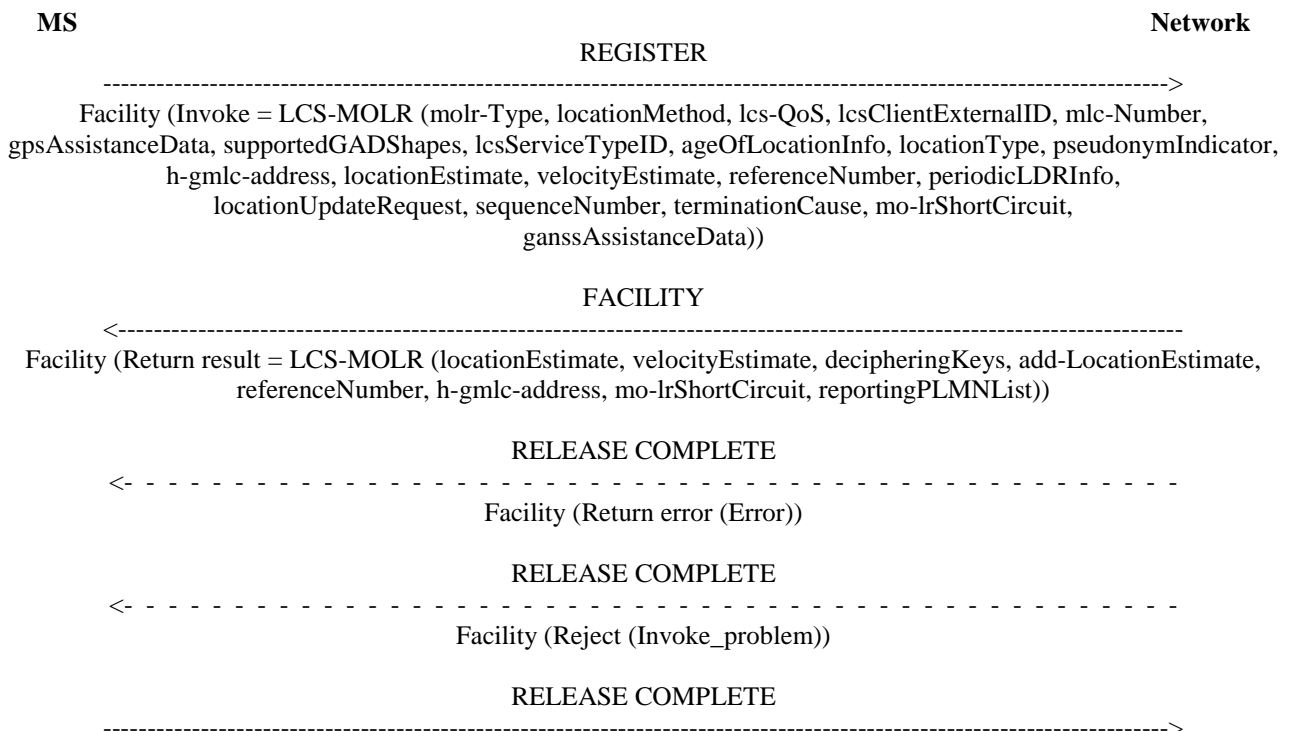 MS Network
REGISTER
------------------------------------------------------------------------------------------------------------------------>
Facility (Invoke = LCS-MOLR (molr-Type, locationMethod, lcs-QoS, lcsClientExternalID, mlc-Number,
gpsAssistanceData, supportedGADShapes, lcsServiceTypeID, ageOfLocationInfo, locationType, pseudonymIndicator,
h-gmlc-address, locationEstimate, velocityEstimate, referenceNumber, periodicLDRInfo,
locationUpdateRequest, sequenceNumber, terminationCause, mo-lrShortCircuit,
ganssAssistanceData))
FACILITY
<------------------------------------------------------------------------------------------------------------------------
Facility (Return result = LCS-MOLR (locationEstimate, velocityEstimate, decipheringKeys, add-LocationEstimate,
referenceNumber, h-gmlc-address, mo-lrShortCircuit, reportingPLMNList))
RELEASE COMPLETE
<- - - - - - - - - - - - - - - - - - - - - - - - - - - - - - - - - - - - - - - - - - - - - - - - -
Facility (Return error (Error))
RELEASE COMPLETE
<- - - - - - - - - - - - - - - - - - - - - - - - - - - - - - - - - - - - - - - - - - - - - - - - -
Facility (Reject (Invoke_problem))
RELEASE COMPLETE
------------------------------------------------------------------------------------------------------------------------>